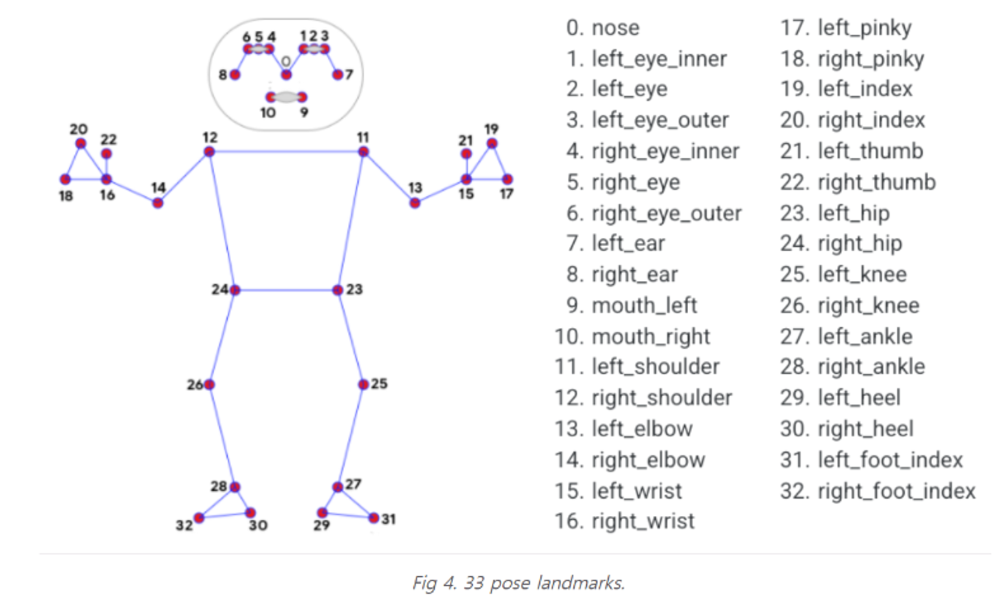 6 5 4 1 2 3
0
8 7
10 9
20 22 12 11 21 19
18 16 14 13 15 17
24 23
26 25
28 27
32 30 29 31
0. nose
1. left_eye_inner
2. left_eye
3. left_eye_outer
4. right_eye_inner
5. right_eye
6. right_eye_outer
7. left_ear
8. right_ear
9. mouth_left
10. mouth_right
11. left_shoulder
12. right_shoulder
13. left_elbow
14. right_elbow
15. left_wrist
16. right_wrist
17. left_pinky
18. right_pinky
19. left_index
20. right_index
21. left_thumb
22. right_thumb
23. left_hip
24. right_hip
25. left_knee
26. right_knee
27. left_ankle
28. right_ankle
29. left_heel
30. right_heel
31. left_foot_index
32. right_foot_index
Fig 4. 33 pose landmarks.